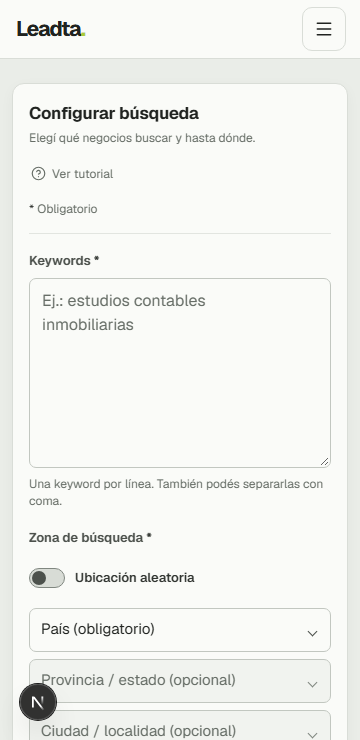 Leadta.
Configurar búsqueda
Elegí qué negocios buscar y hasta dónde.
Ver tutorial
* Obligatorio
Keywords *
Ej.: estudios contables
inmobiliarias
Una keyword por línea. También podés separarlas con
coma.
Zona de búsqueda *
Ubicación aleatoria
País (obligatorio)
Provincia / estado (opcional)
N
Ciudad / localidad (opcional)